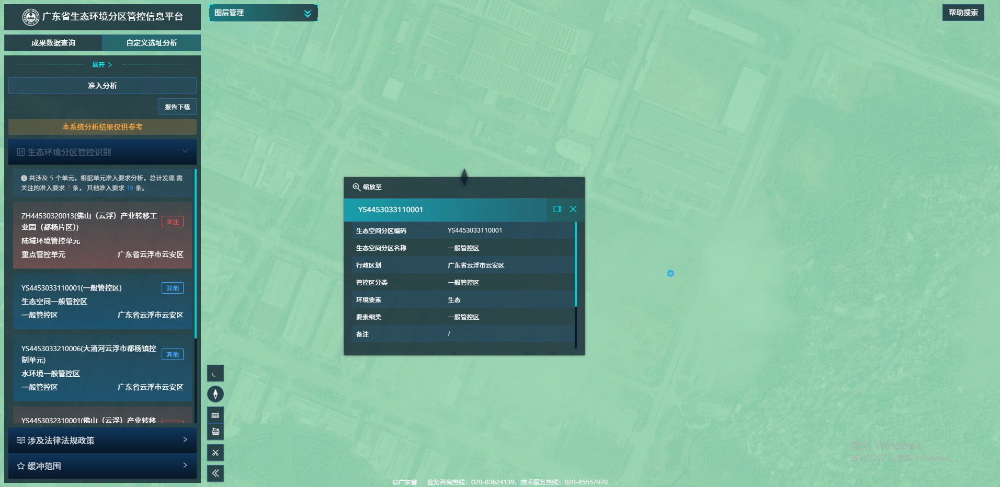 广东省生态环境分区管控信息平台
图层管理
帮助搜索
成果数据查询
自定义选址分析
展开
准入分析
报告下载
本系统分析结果仅供参考
生态环境分区管控识别
共涉及 5 个单元，根据单元准入要求分析，总计发现 需
关注的准入要求 7 条， 其他准入要求 19 条。
ZH44530320013(佛山（云浮）产业转移工
业园（都杨片区）)
关注
陆域环境管控单元
重点管控单元
广东省云浮市云安区
YS4453033110001(一般管控区)
其他
生态空间一般管控区
一般管控区
广东省云浮市云安区
YS4453033210006(大涌河云浮市都杨镇控
制单元)
其他
水环境一般管控区
一般管控区
广东省云浮市云安区
YS4453032310001(佛山（云浮）产业转移
涉及法律法规政策
缓冲范围
缩放至
YS4453033110001
生态空间分区编码 YS4453033110001
生态空间分区名称 一般管控区
行政区划 广东省云浮市云安区
管控区分类 一般管控区
环境要素 生态
要素细类 一般管控区
备注 /
激活 Windows
转到"设置"以激活 Windows。
©广东省 业务咨询热线：020-83624139，技术服务热线：020-85557970